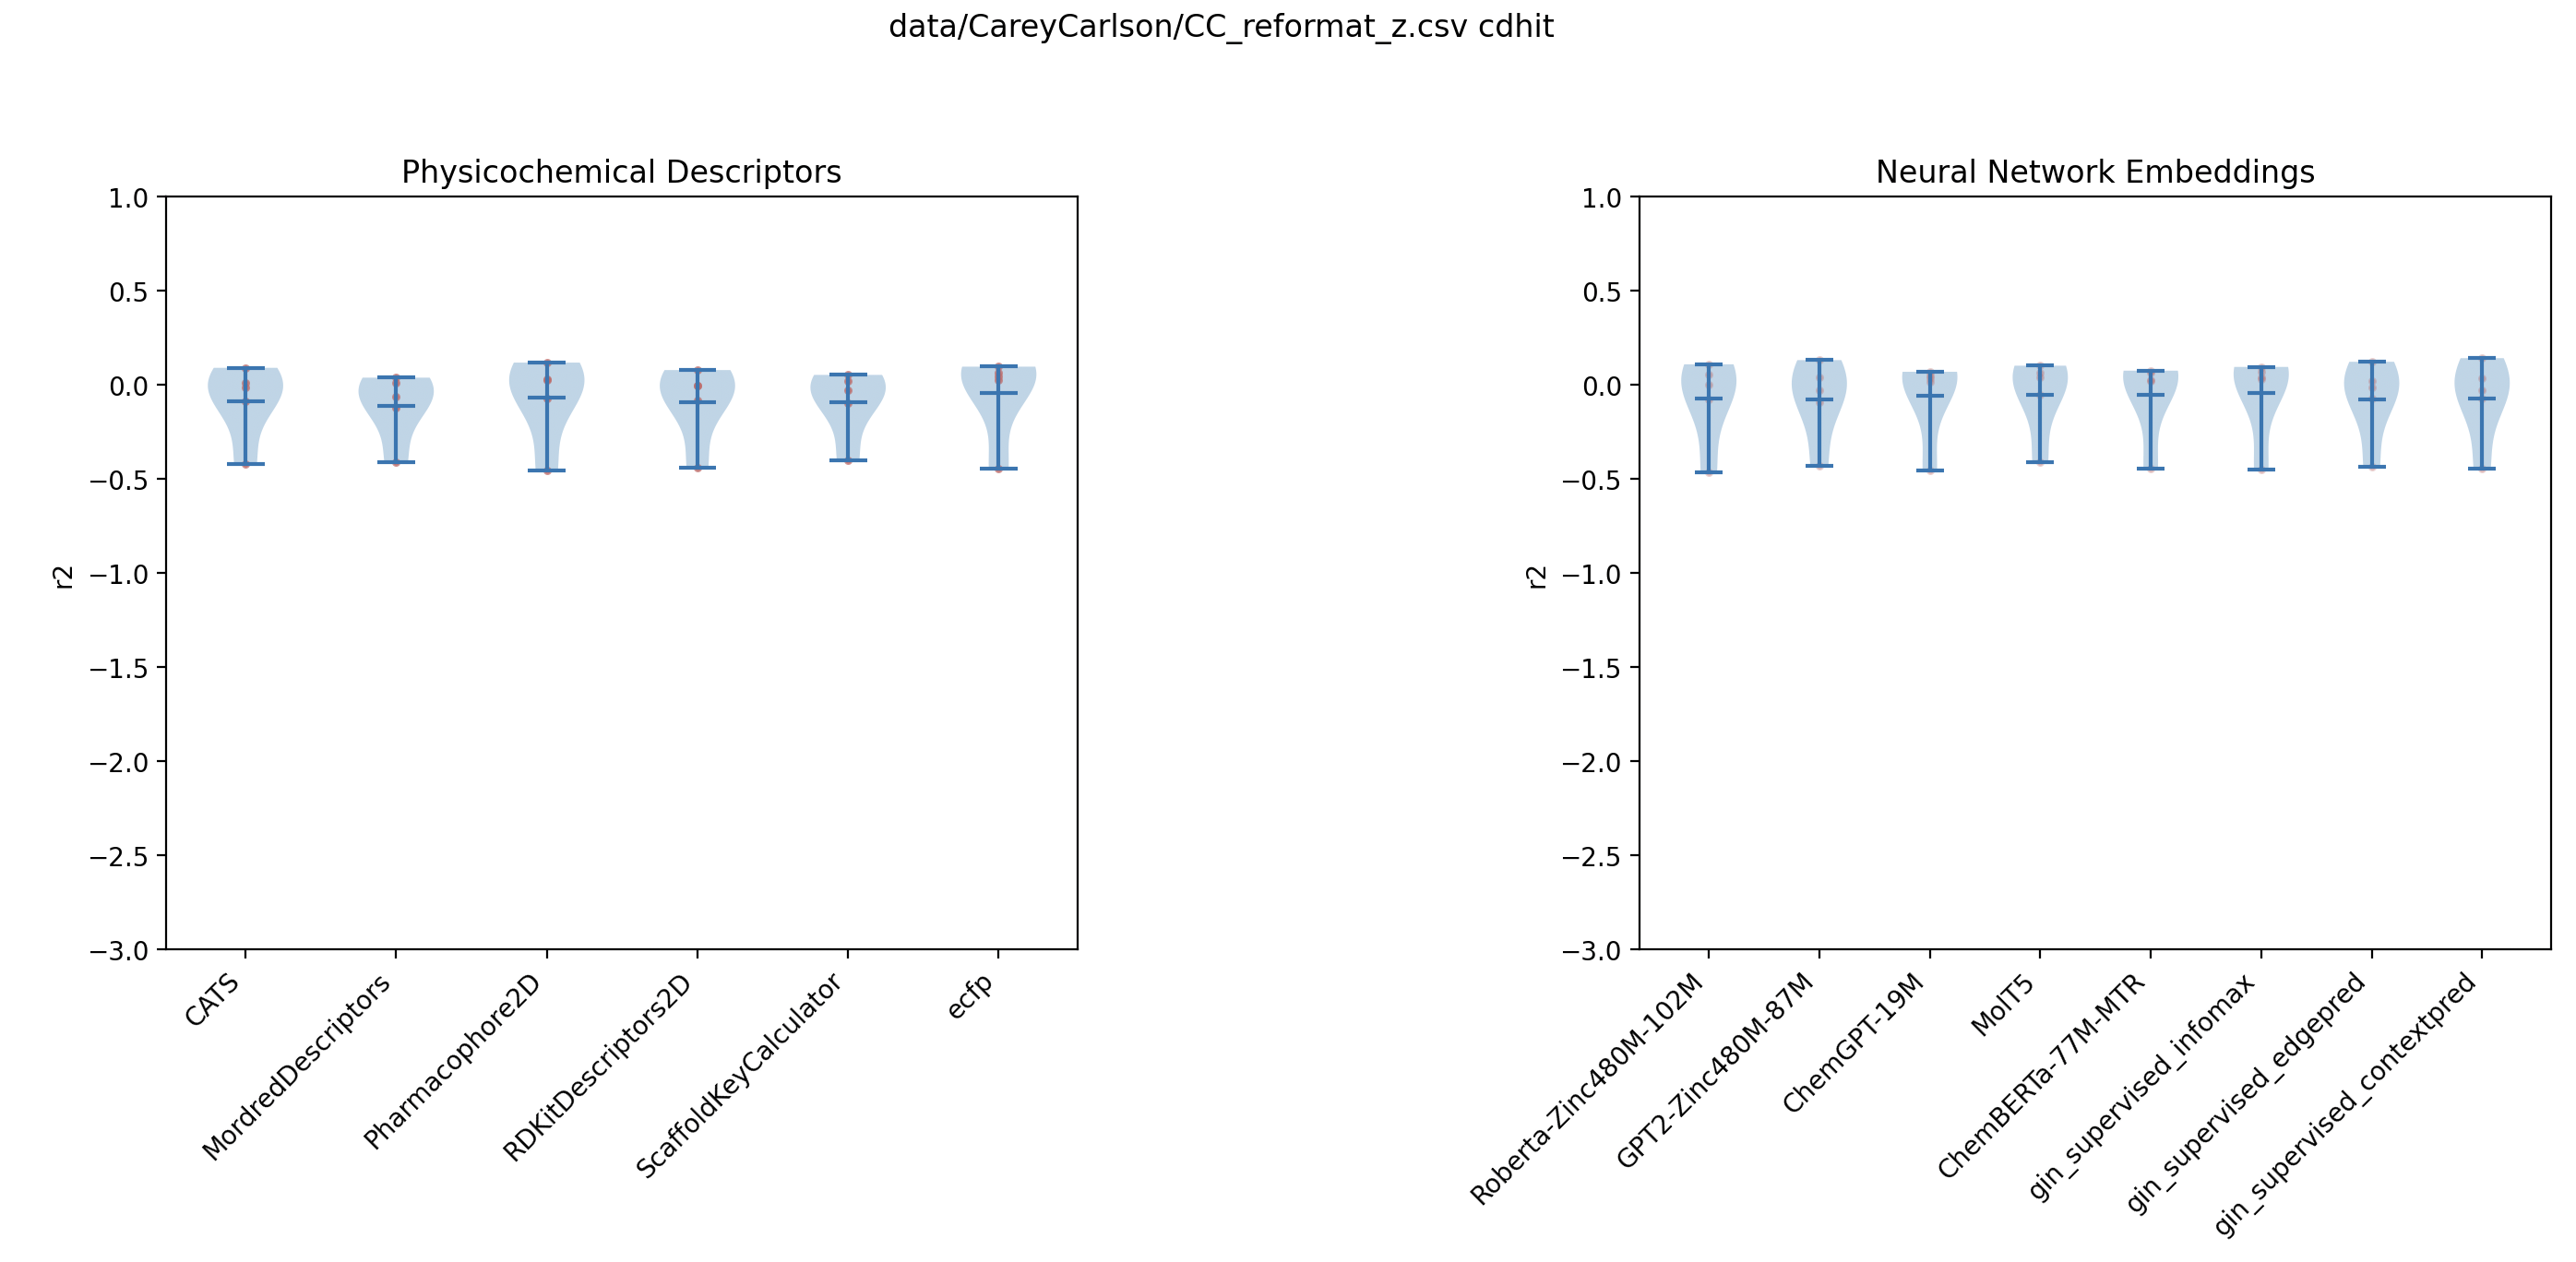 data/CareyCarlson/CC_reformat_z.csv cdhit
Physicochemical Descriptors
1.0
0.5
0.0
−0.5
−1.0
−1.5
−2.0
−2.5
−3.0
r2
CATS
MordredDescriptors
Pharmacophore2D
RDKitDescriptors2D
ScaffoldKeyCalculator
ecfp
Neural Network Embeddings
1.0
0.5
0.0
−0.5
−1.0
−1.5
−2.0
−2.5
−3.0
r2
Roberta-Zinc480M-102M
GPT2-Zinc480M-87M
ChemGPT-19M
MolT5
ChemBERTa-77M-MTR
gin_supervised_infomax
gin_supervised_edgepred
gin_supervised_contextpred